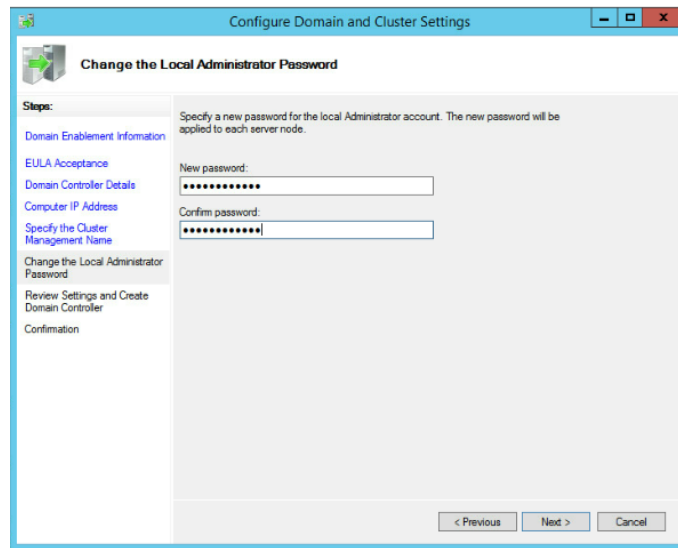 Configure Domain and Cluster Settings
Change the Local Administrator Password
Steps:
Domain Enablement Information
EULA Acceptance
Domain Controller Details
Computer IP Address
Specify the Cluster
Management Name
Change the Local Administrator
Password
Review Settings and Create
Domain Controller
Confirmation
Specify a new password for the local Administrator account. The new password will be
applied to each server node.
New password:
••••••••••••
Confirm password:
••••••••••••
< Previous
Next >
Cancel